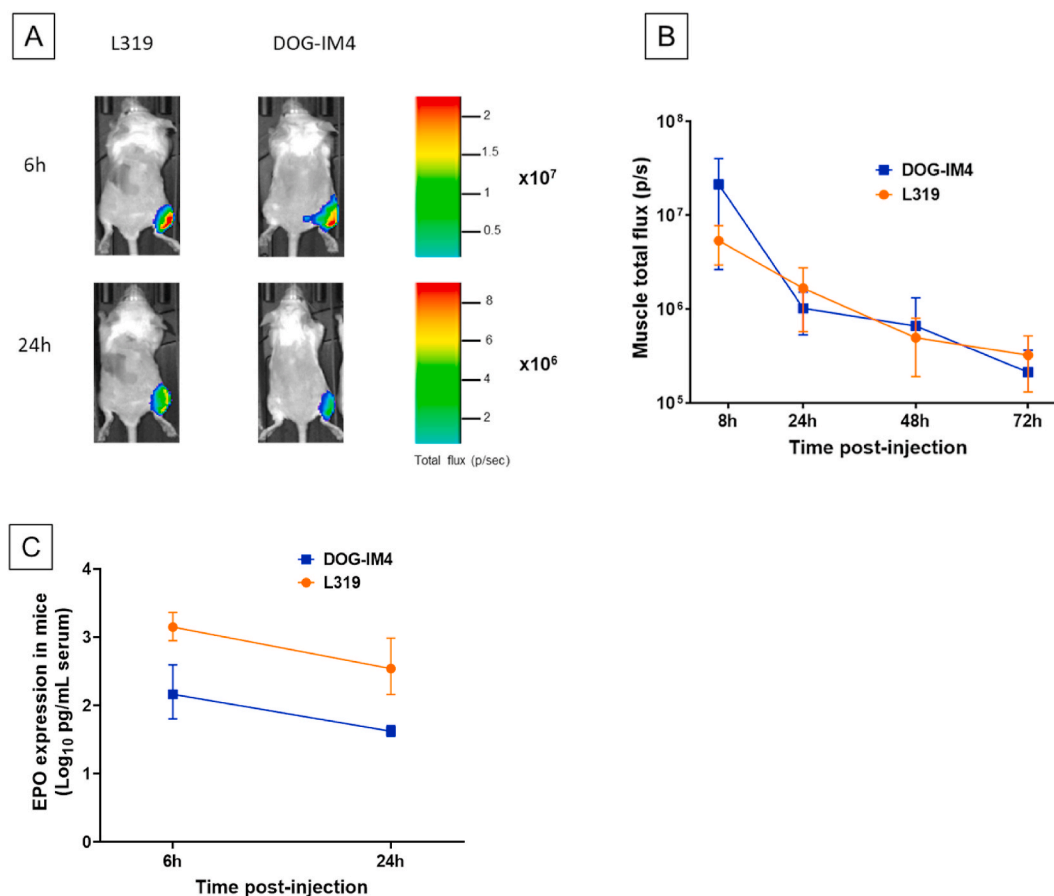 A
L319
DOG-IM4
6h
2
1.5
1
0.5
x10⁷
24h
8
6
4
2
x10⁶
Total flux (p/sec)
B
Muscle total flux (p/s)
10⁸
10⁷
10⁶
10⁵
DOG-IM4
L319
8h
24h
48h
72h
Time post-injection
C
EPO expression in mice
(Log₁₀ pg/mL serum)
4
3
2
1
0
DOG-IM4
L319
6h
24h
Time post-injection